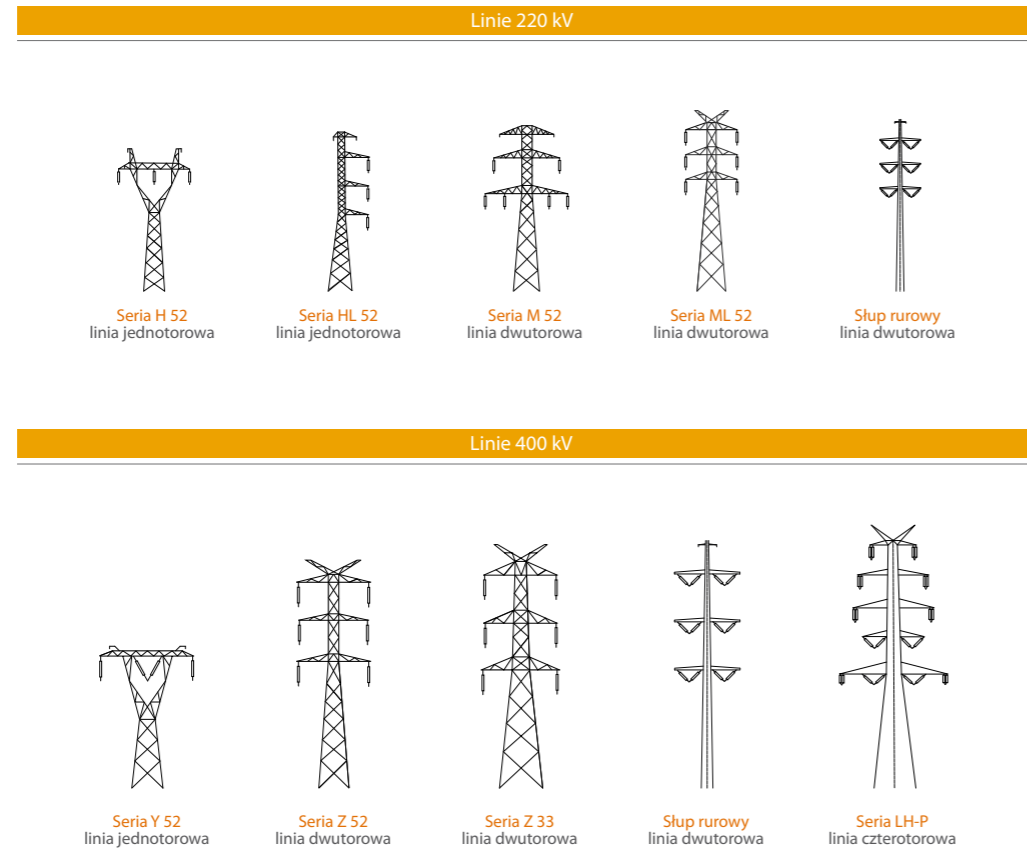 Linie 220 kV
Seria H 52
linia jednotorowa
Seria HL 52
linia jednotorowa
Seria M 52
linia dwutorowa
Seria ML 52
linia dwutorowa
Słup rurowy
linia dwutorowa
Linie 400 kV
Seria Y 52
linia jednotorowa
Seria Z 52
linia dwutorowa
Seria Z 33
linia dwutorowa
Słup rurowy
linia dwutorowa
Seria LH-P
linia czterotorowa